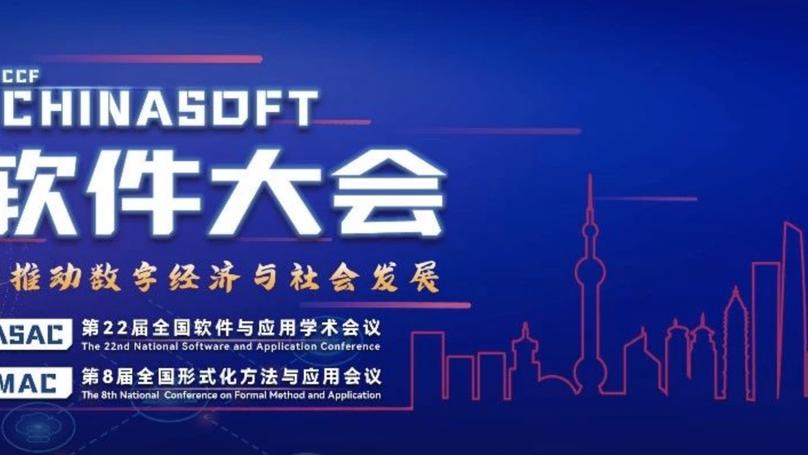 CCF
CHINASOFT
软件大会
推动数字经济与社会发展
第22届全国软件与应用学术会议
The 22nd National Software and Application Conference
第8届全国形式化方法与应用会议
The 8th National Conference on Formal Method and Application